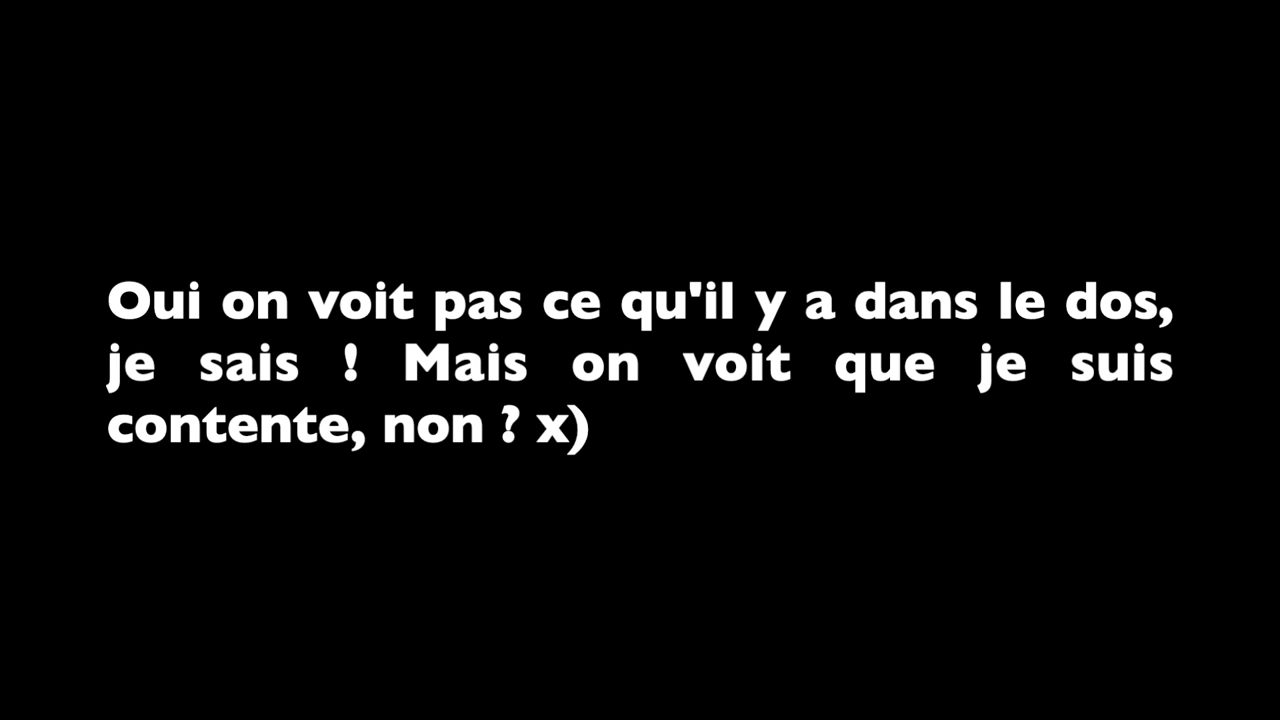 Oui on voit pas ce qu'il y a dans le dos,
je sais ! Mais on voit que je suis
contente, non ? x)